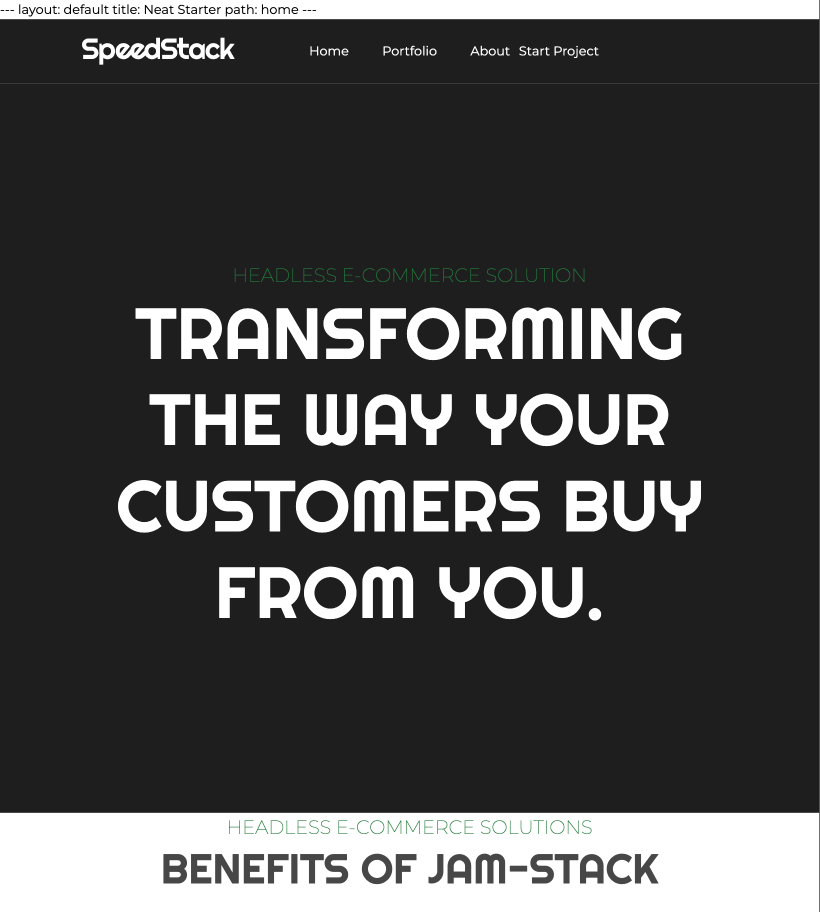 --- layout: default title: Neat Starter path: home ---
SpeedStack Home Portfolio About Start Project
HEADLESS E-COMMERCE SOLUTION
TRANSFORMING
THE WAY YOUR
CUSTOMERS BUY
FROM YOU.
HEADLESS E-COMMERCE SOLUTIONS
BENEFITS OF JAM-STACK